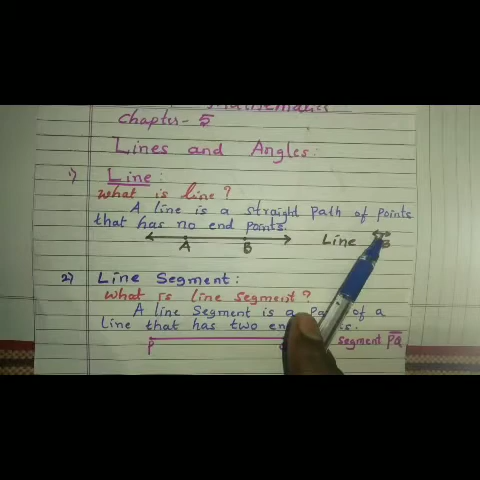 Mathematics
Chapter - 5
Lines and Angles:
1) Line:
What is line?
A line is a straight path of points
that has no end points.
A B Line
2) Line Segment:
What is line segment?
A line Segment is a of a
Line that has two
P segment PQ